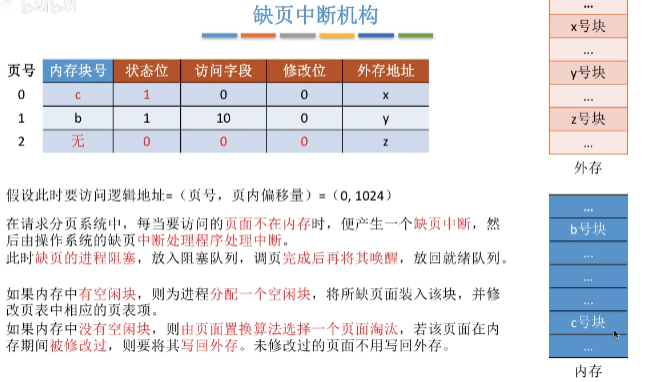 缺页中断机构
页号 内存块号 状态位 访问字段 修改位 外存地址
0 c 1 0 0 x
1 b 1 10 0 y
2 无 0 0 0 z
假设此时要访问逻辑地址=（页号，页内偏移量）=（0, 1024）
在请求分页系统中，每当要访问的页面不在内存时，便产生一个缺页中断，然
后由操作系统的缺页中断处理程序处理中断。
此时缺页的进程阻塞，放入阻塞队列，调页完成后再将其唤醒，放回就绪队列。
如果内存中有空闲块，则为进程分配一个空闲块，将所缺页面装入该块，并修
改页表中相应的页表项。
如果内存中没有空闲块，则由页面置换算法选择一个页面淘汰，若该页面在内
存期间被修改过，则要将其写回外存。未修改过的页面不用写回外存。
...
x号块
...
y号块
...
z号块
...
外存
...
b号块
...
...
...
c号块
...
内存